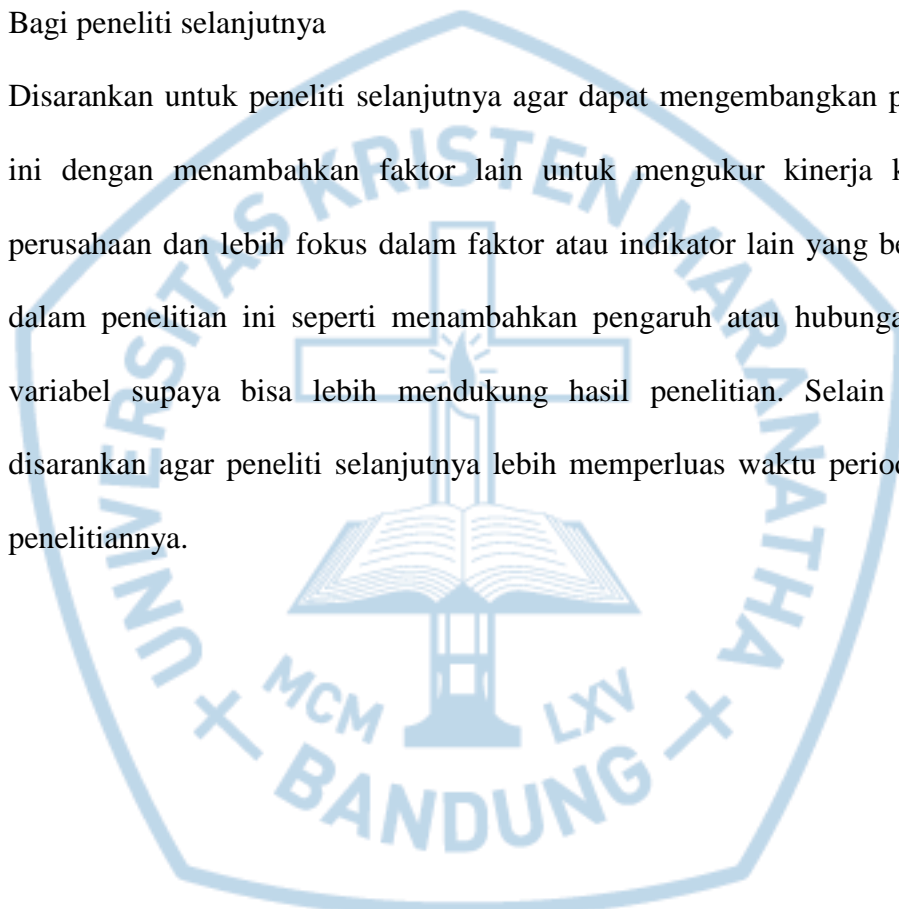 Bagi peneliti selanjutnya
Disarankan untuk peneliti selanjutnya agar dapat mengembangkan p
ini dengan menambahkan faktor lain untuk mengukur kinerja k
perusahaan dan lebih fokus dalam faktor atau indikator lain yang be
dalam penelitian ini seperti menambahkan pengaruh atau hubunga
variabel supaya bisa lebih mendukung hasil penelitian. Selain
disarankan agar peneliti selanjutnya lebih memperluas waktu period
penelitiannya.
UNIVERSITAS KRISTEN MARANATHA
MCM LXV
BANDUNG